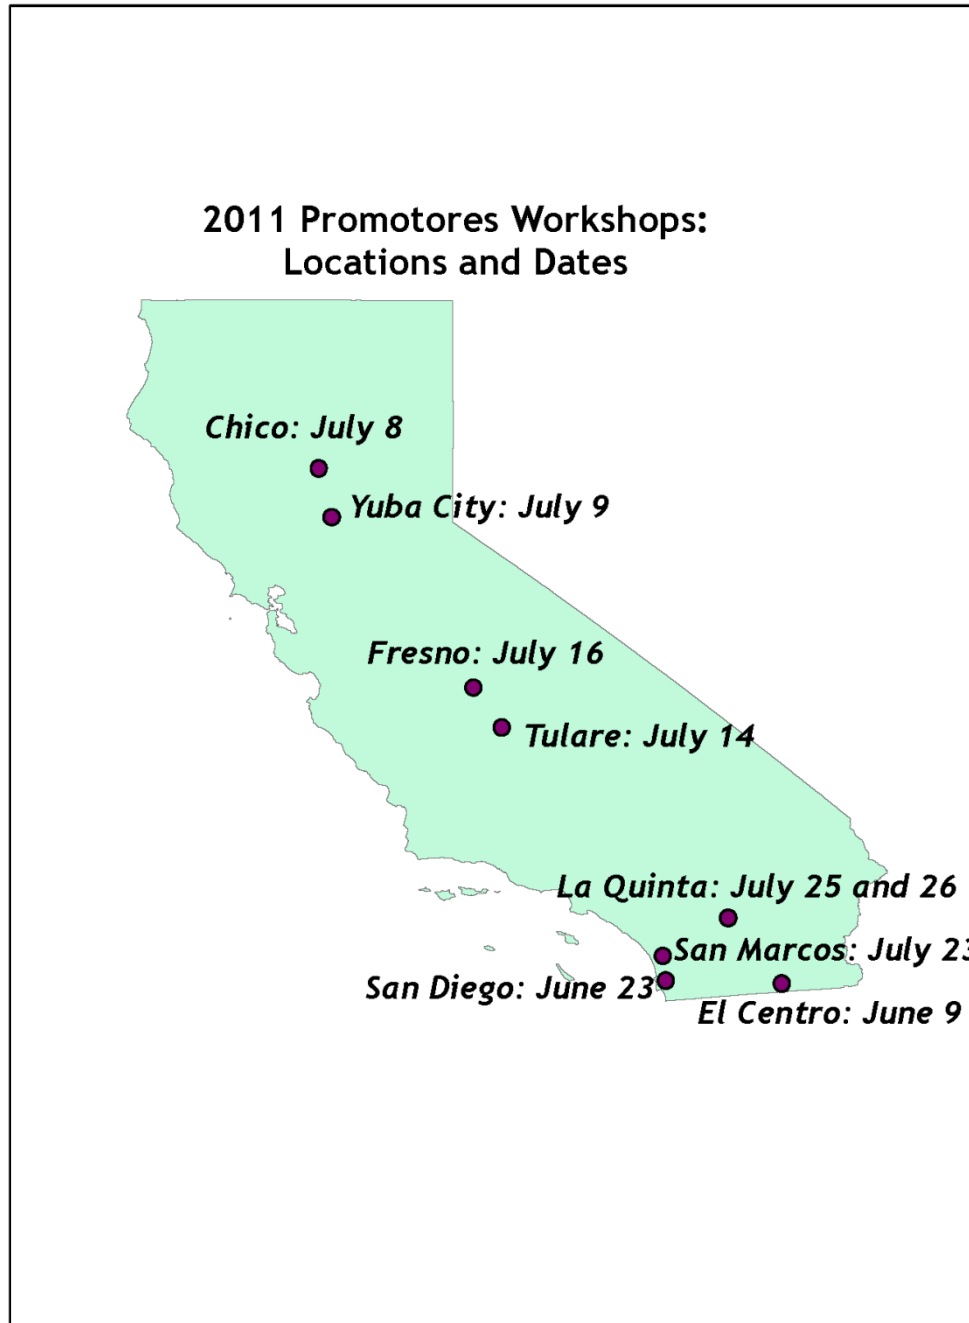 2011 Promotores Workshops:
Locations and Dates
Chico: July 8
Yuba City: July 9
Fresno: July 16
Tulare: July 14
La Quinta: July 25 and 26
San Marcos: July 23
San Diego: June 23
El Centro: June 9